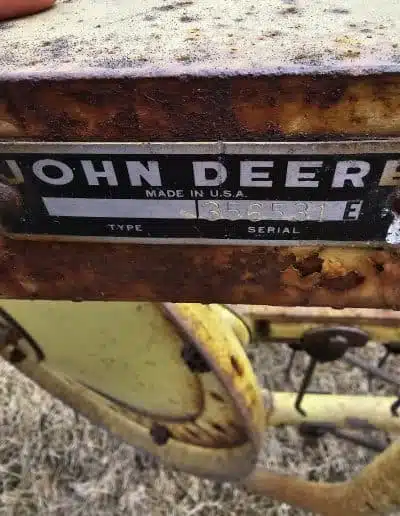 JOHN DEERE
MADE IN U.S.A.
356531 E
TYPE SERIAL